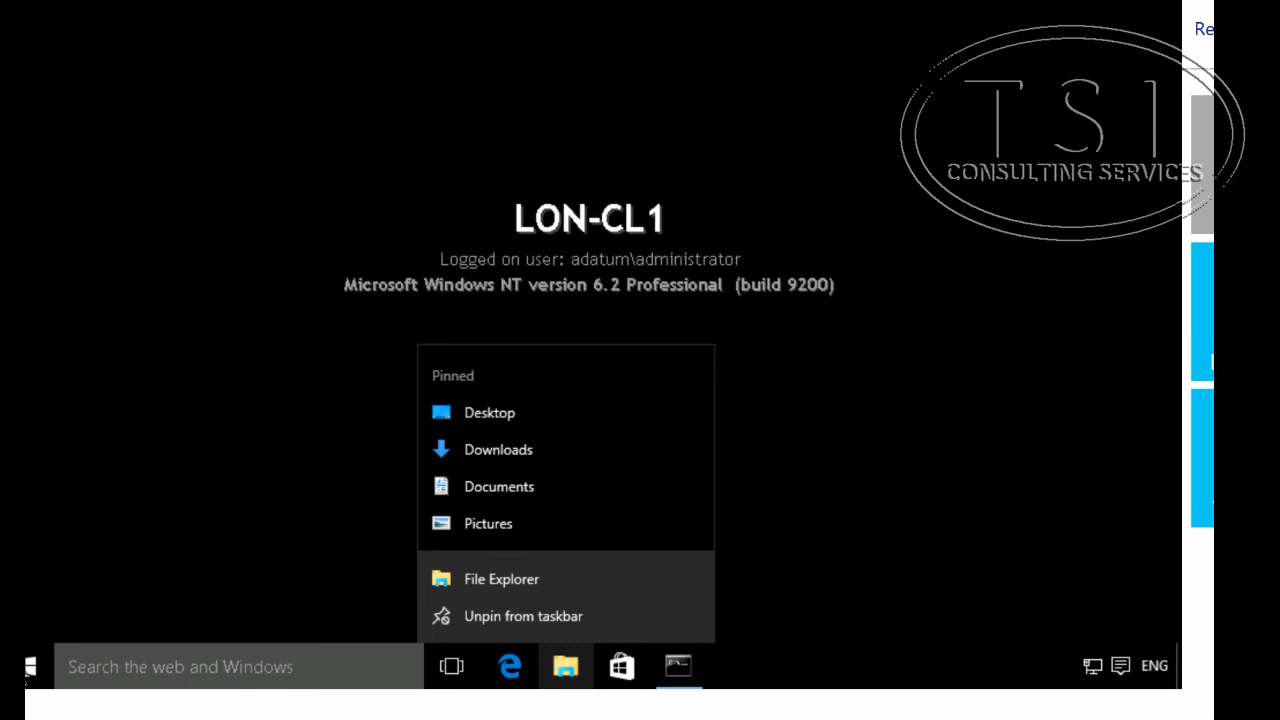 Re
T S I
CONSULTING SERVICES
LON-CL1
Logged on user: adatum\administrator
Microsoft Windows NT version 6.2 Professional (build 9200)
Pinned
Desktop
Downloads
Documents
Pictures
File Explorer
Unpin from taskbar
Search the web and Windows
ENG